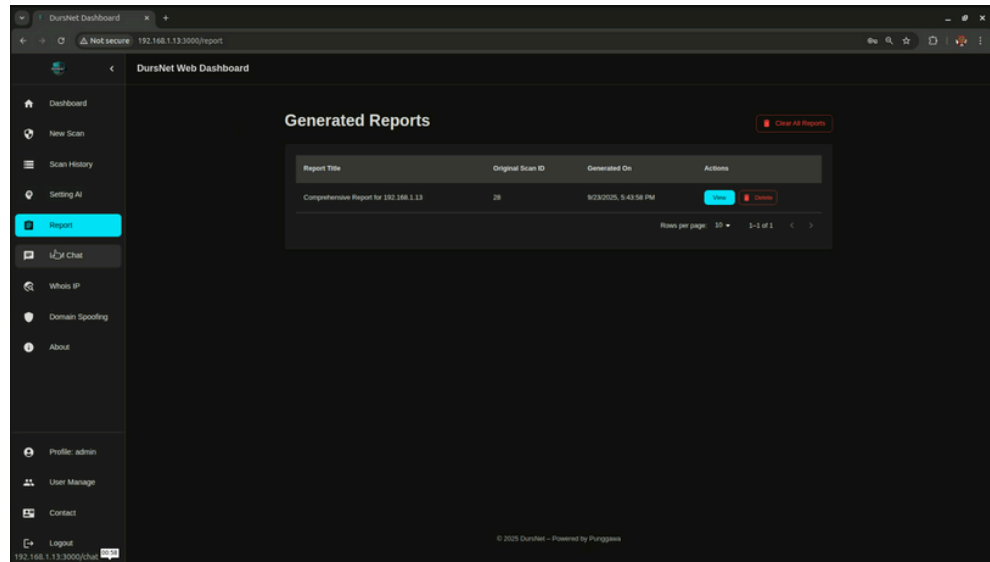 DursNet Dashboard
Not secure 192.168.1.13:3000/report
DursNet Web Dashboard
Dashboard
New Scan
Scan History
Setting AI
Report
Chat
Whois IP
Domain Spoofing
About
Profile: admin
User Manage
Contact
Logout
Generated Reports
Clear All Reports
Report Title Original Scan ID Generated On Actions
Comprehensive Report for 192.168.1.13 28 9/23/2025, 5:43:58 PM View Delete
Rows per page: 10 1–1 of 1
© 2025 DursNet – Powered by Punggawa
192.168.1.13:3000/chat
00:58